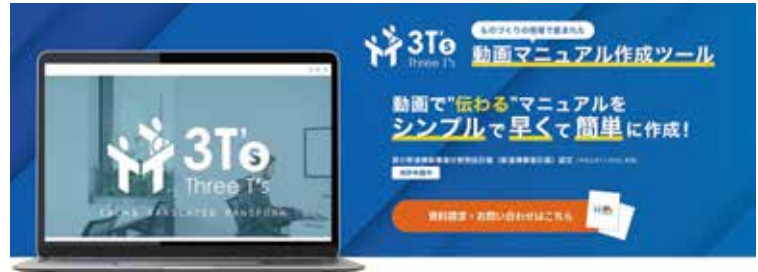 3T's
Three T's
ものづくりの現場で生まれた
3T's
Three T's
動画マニュアル作成ツール
動画で"伝わる"マニュアルを
シンプルで早くて簡単に作成!
資料請求・お問い合わせはこちら